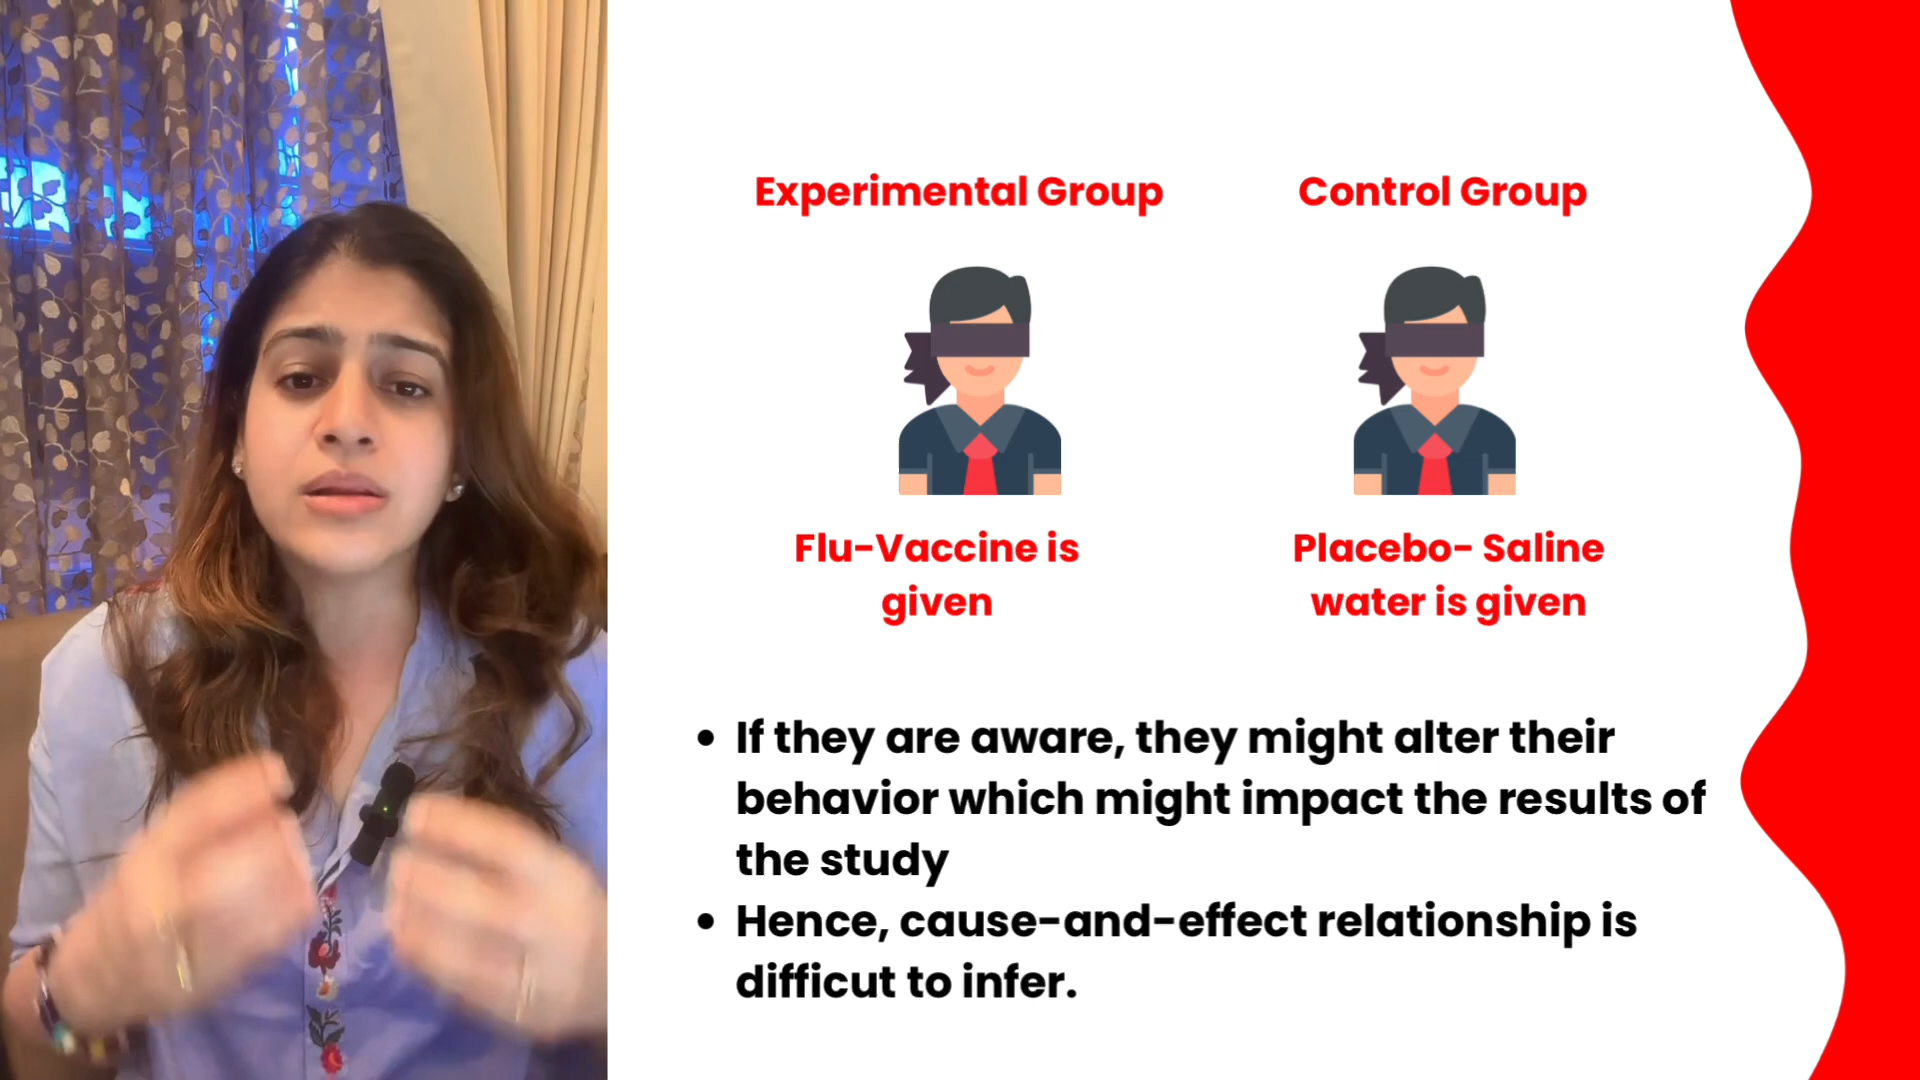 Experimental Group
Control Group
Flu-Vaccine is
given
Placebo- Saline
water is given
• If they are aware, they might alter their
behavior which might impact the results of
the study
• Hence, cause-and-effect relationship is
difficut to infer.